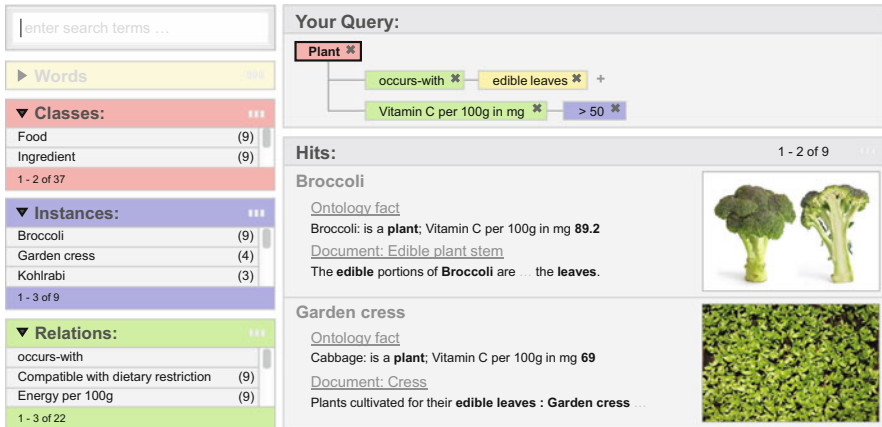 enter search terms …
Words
Classes:
Food (9)
Ingredient (9)
1 - 2 of 37
Instances:
Broccoli (9)
Garden cress (4)
Kohlrabi (3)
1 - 3 of 9
Relations:
occurs-with
Compatible with dietary restriction (9)
Energy per 100g (9)
1 - 3 of 22
Your Query:
Plant
occurs-with edible leaves +
Vitamin C per 100g in mg > 50
Hits: 1 - 2 of 9
Broccoli
Ontology fact
Broccoli: is a plant; Vitamin C per 100g in mg 89.2
Document: Edible plant stem
The edible portions of Broccoli are … the leaves.
Garden cress
Ontology fact
Cabbage: is a plant; Vitamin C per 100g in mg 69
Document: Cress
Plants cultivated for their edible leaves : Garden cress …